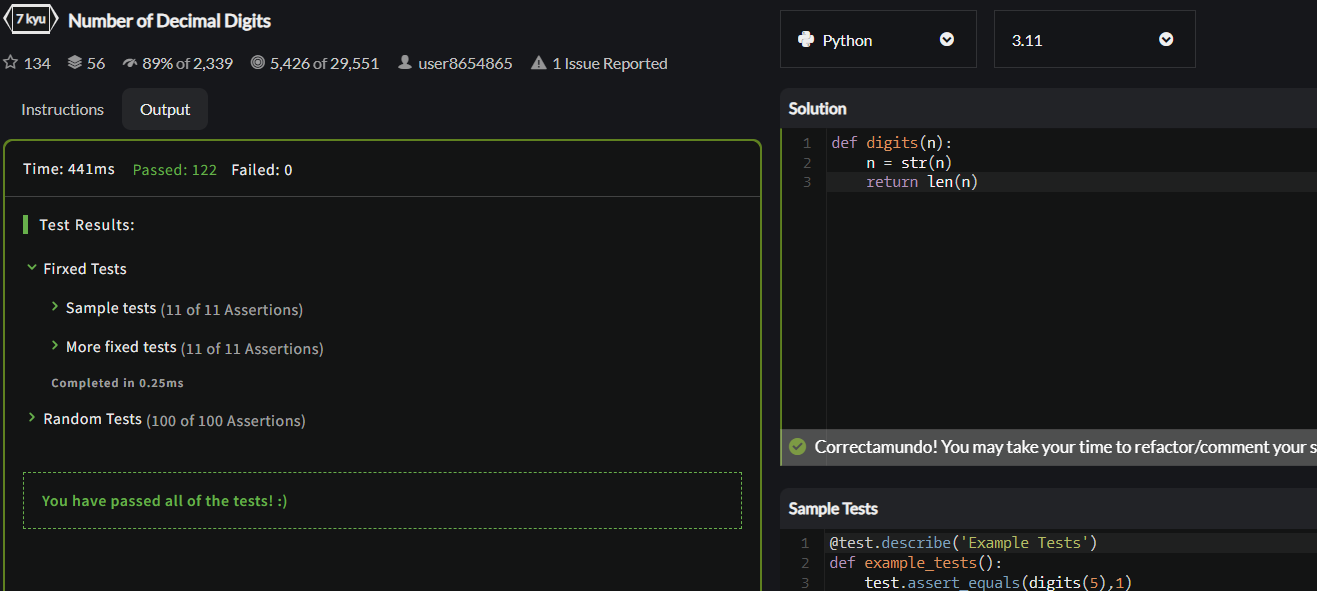 7 kyu Number of Decimal Digits
134 56 89% of 2,339 5,426 of 29,551 user8654865 1 Issue Reported
Instructions Output
Time: 441ms Passed: 122 Failed: 0
Test Results:
Firxed Tests
Sample tests (11 of 11 Assertions)
More fixed tests (11 of 11 Assertions)
Completed in 0.25ms
Random Tests (100 of 100 Assertions)
You have passed all of the tests! :)
Python 3.11
Solution
1 def digits(n):
2 n = str(n)
3 return len(n)
Correctamundo! You may take your time to refactor/comment your s
Sample Tests
1 @test.describe('Example Tests')
2 def example_tests():
3 test.assert_equals(digits(5),1)